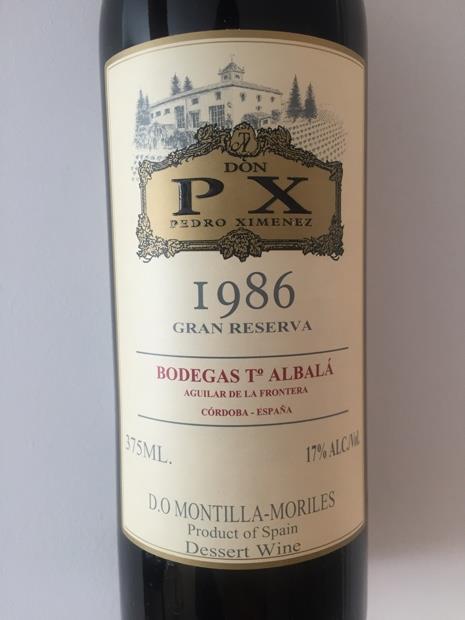 DON
PX
PEDRO XIMENEZ
1986
GRAN RESERVA
BODEGAS Tº ALBALÁ
AGUILAR DE LA FRONTERA
CÓRDOBA - ESPAÑA
375ML. 17% ALC./Vol.
D.O MONTILLA-MORILES
Product of Spain
Dessert Wine